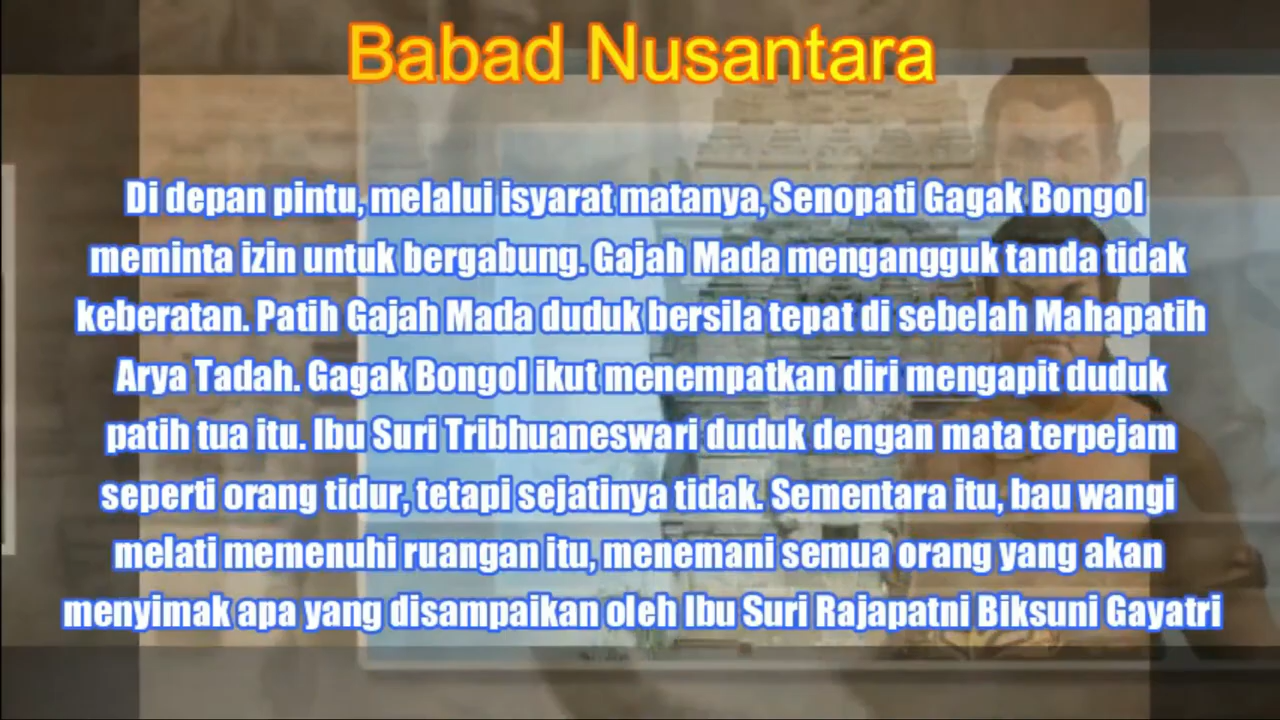 Babad Nusantara
Di depan pintu, melalui isyarat matanya, Senopati Gagak Bongol
meminta izin untuk bergabung. Gajah Mada mengangguk tanda tidak
keberatan. Patih Gajah Mada duduk bersila tepat di sebelah Mahapatih
Arya Tadah. Gagak Bongol ikut menempatkan diri mengapit duduk
patih tua itu. Ibu Suri Tribhuaneswari duduk dengan mata terpejam
seperti orang tidur, tetapi sejatinya tidak. Sementara itu, bau wangi
melati memenuhi ruangan itu, menemani semua orang yang akan
menyimak apa yang disampaikan oleh Ibu Suri Rajapatni Biksuni Gayatri